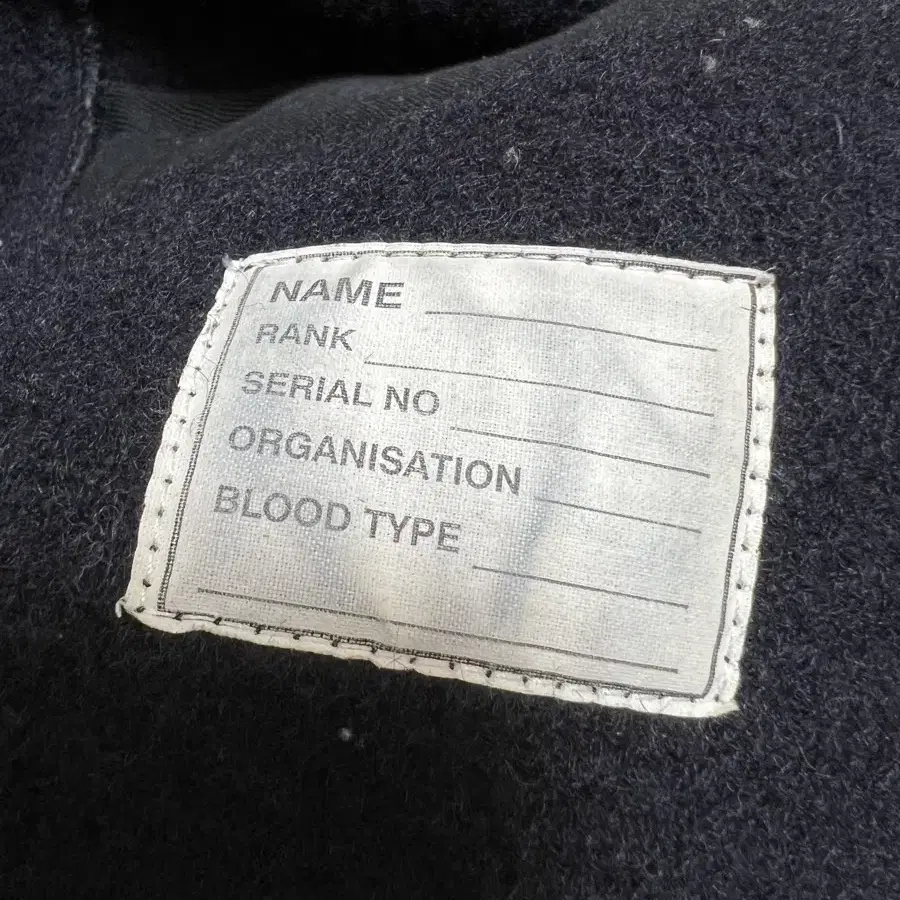 NAME
RANK
SERIAL NO
ORGANISATION
BLOOD TYPE